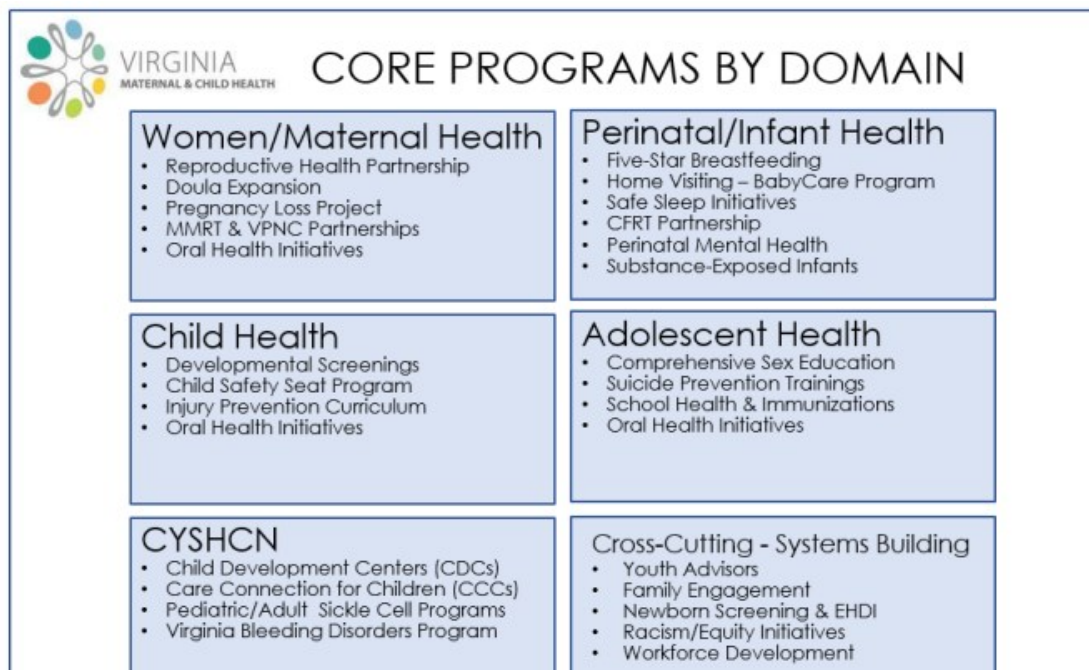 VIRGINIA
MATERNAL & CHILD HEALTH
CORE PROGRAMS BY DOMAIN
Women/Maternal Health
• Reproductive Health Partnership
• Doula Expansion
• Pregnancy Loss Project
• MMRT & VPNC Partnerships
• Oral Health Initiatives
Perinatal/Infant Health
• Five-Star Breastfeeding
• Home Visiting – BabyCare Program
• Safe Sleep Initiatives
• CFRT Partnership
• Perinatal Mental Health
• Substance-Exposed Infants
Child Health
• Developmental Screenings
• Child Safety Seat Program
• Injury Prevention Curriculum
• Oral Health Initiatives
Adolescent Health
• Comprehensive Sex Education
• Suicide Prevention Trainings
• School Health & Immunizations
• Oral Health Initiatives
CYSHCN
• Child Development Centers (CDCs)
• Care Connection for Children (CCCs)
• Pediatric/Adult Sickle Cell Programs
• Virginia Bleeding Disorders Program
Cross-Cutting - Systems Building
• Youth Advisors
• Family Engagement
• Newborn Screening & EHDI
• Racism/Equity Initiatives
• Workforce Development